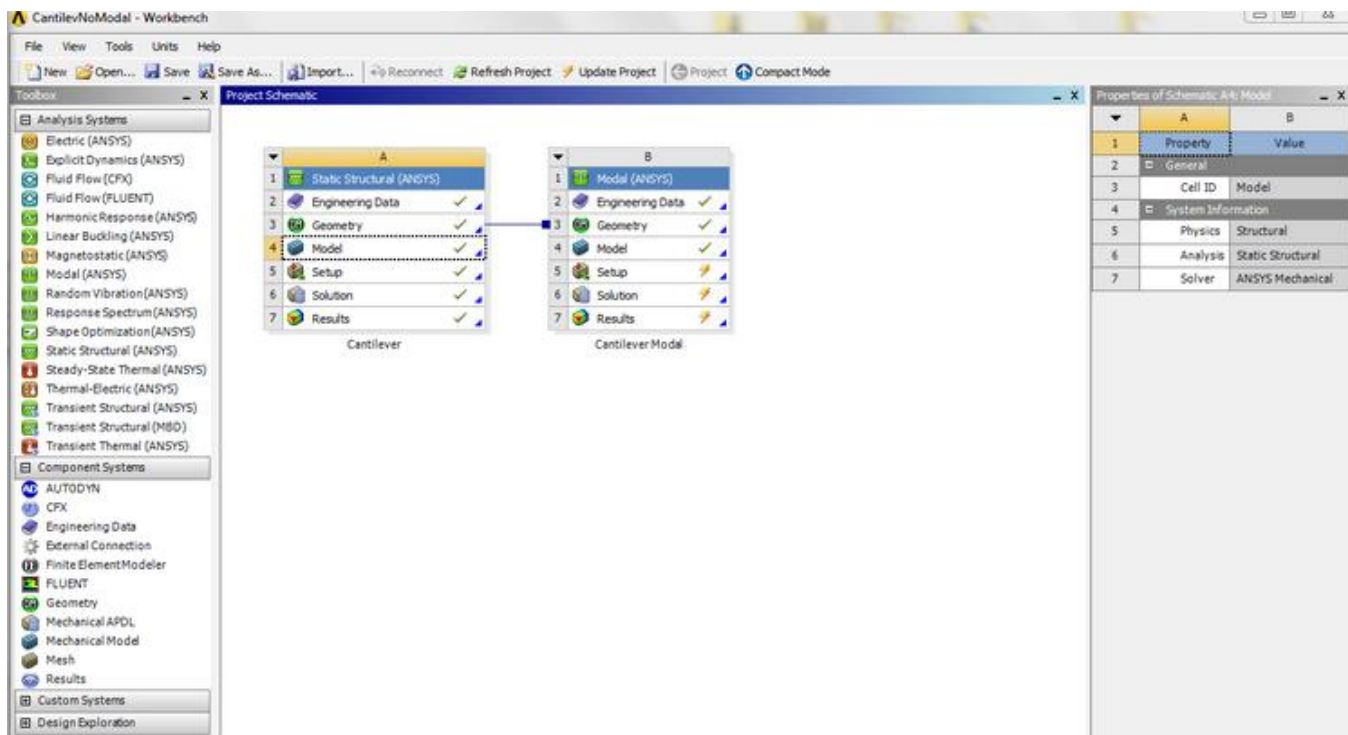 CantilevNoModal - Workbench
File View Tools Units Help
New Open... Save Save As... Import... Reconnect Refresh Project Update Project Project Compact Mode
Toolbox
Analysis Systems
Electric (ANSYS)
Explicit Dynamics (ANSYS)
Fluid Flow (CFX)
Fluid Flow (FLUENT)
Harmonic Response (ANSYS)
Linear Buckling (ANSYS)
Magnetostatic (ANSYS)
Modal (ANSYS)
Random Vibration (ANSYS)
Response Spectrum (ANSYS)
Shape Optimization (ANSYS)
Static Structural (ANSYS)
Steady-State Thermal (ANSYS)
Thermal-Electric (ANSYS)
Transient Structural (ANSYS)
Transient Structural (MBD)
Transient Thermal (ANSYS)
Component Systems
AUTODYN
CFX
Engineering Data
External Connection
Finite Element Modeler
FLUENT
Geometry
Mechanical APDL
Mechanical Model
Mesh
Results
Custom Systems
Design Exploration
Project Schematic
A
1 Static Structural (ANSYS)
2 Engineering Data
3 Geometry
4 Model
5 Setup
6 Solution
7 Results
Cantilever
B
1 Modal (ANSYS)
2 Engineering Data
3 Geometry
4 Model
5 Setup
6 Solution
7 Results
Cantilever Modal
Properties of Schematic A4: Model
A B
1 Property Value
2 General
3 Cell ID Model
4 System Information
5 Physics Structural
6 Analysis Static Structural
7 Solver ANSYS Mechanical